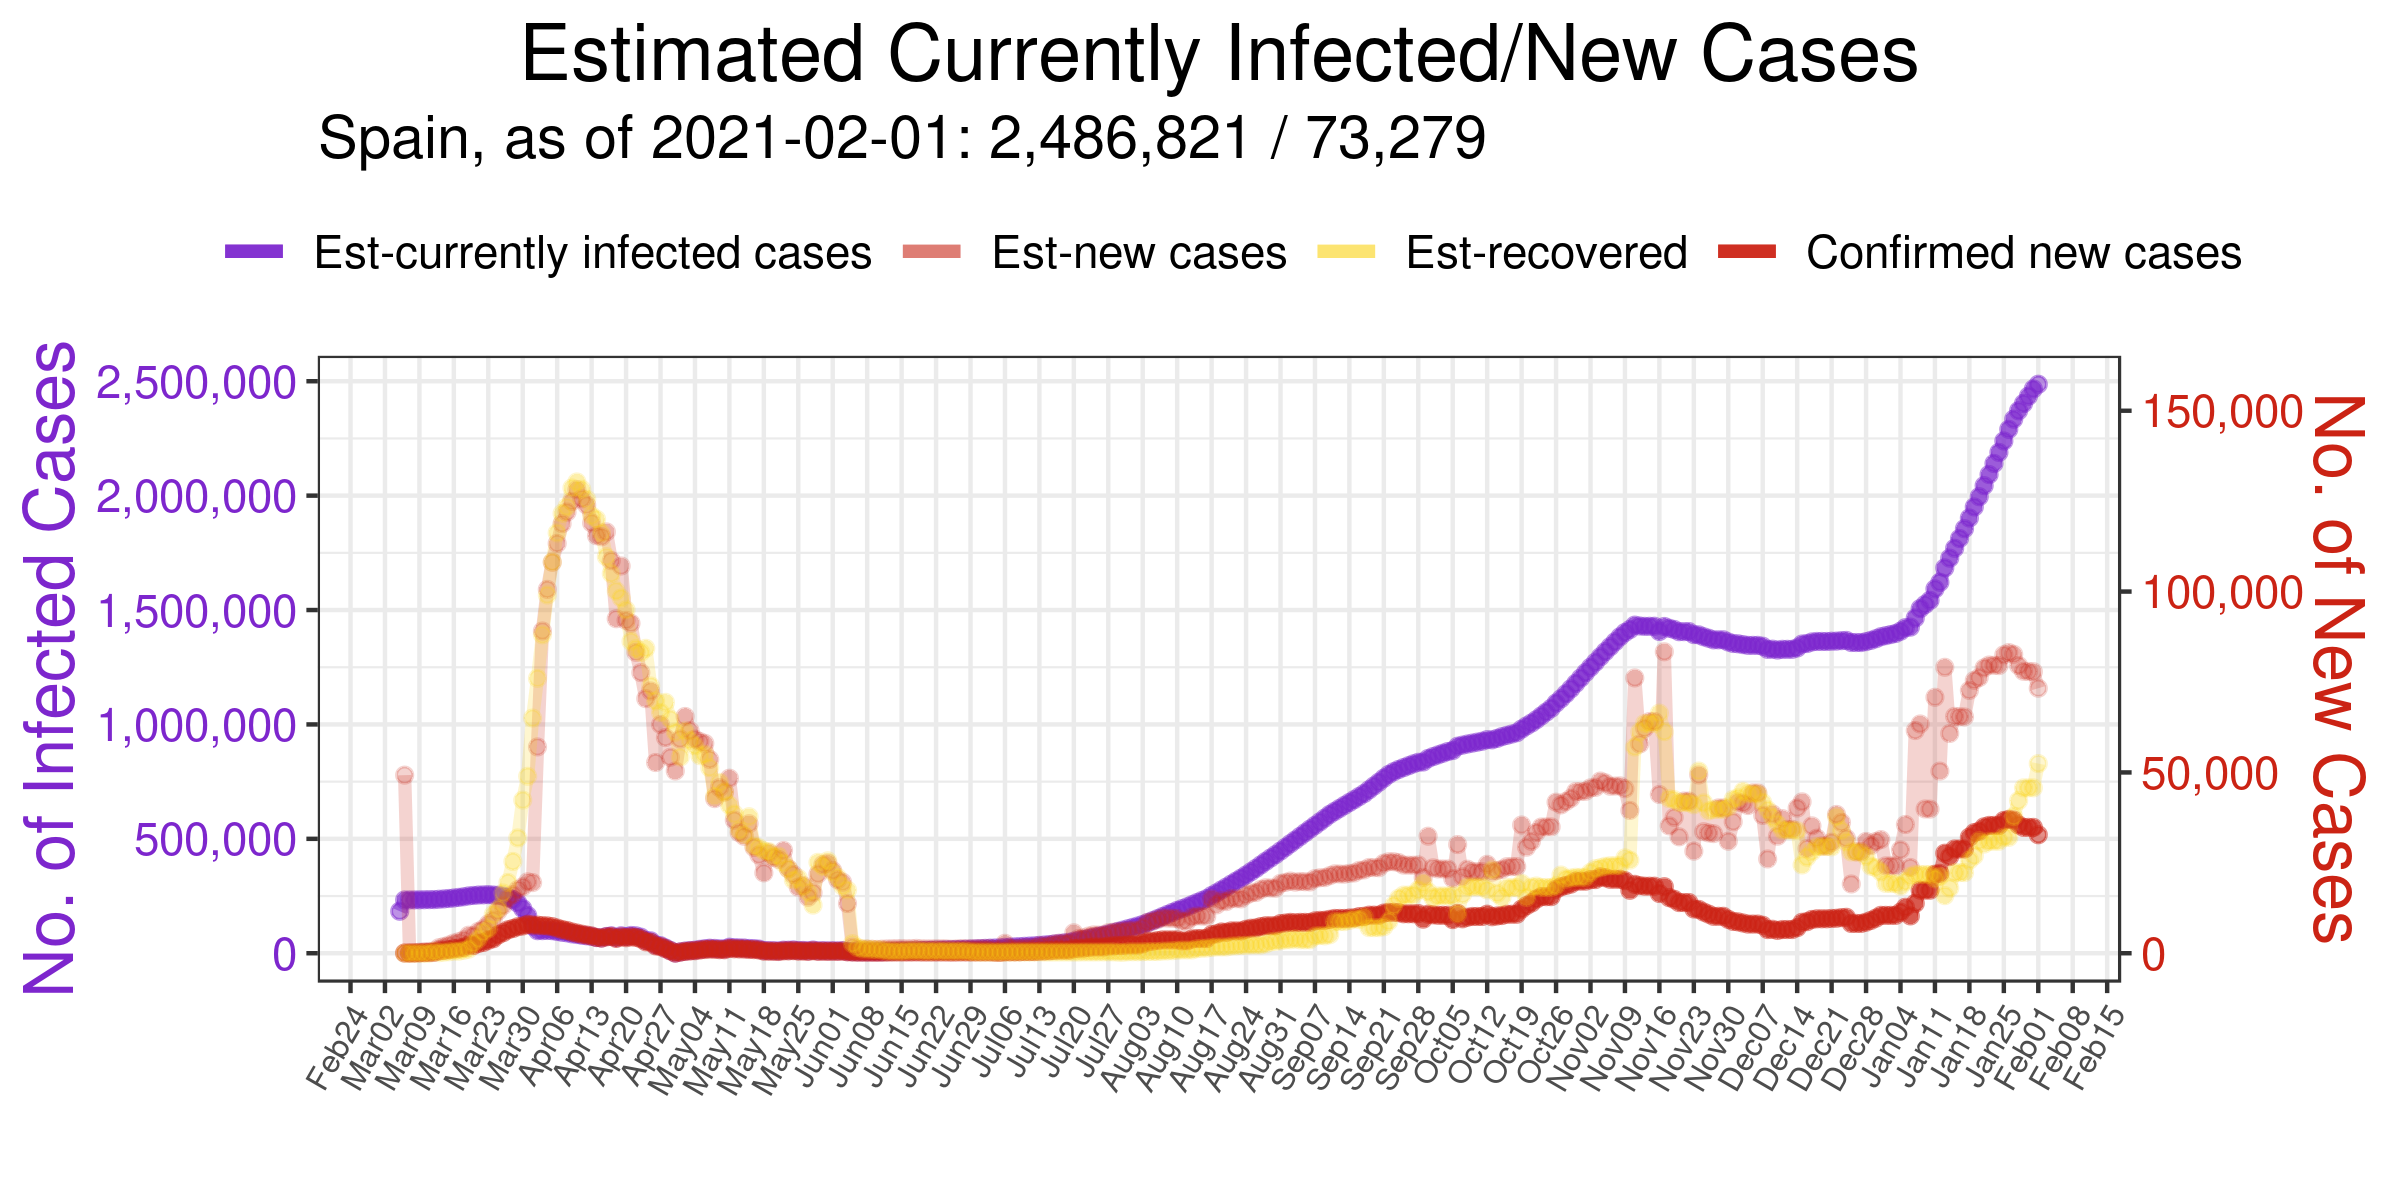 Estimated Currently Infected/New Cases
Spain, as of 2021-02-01: 2,486,821 / 73,279
Est-currently infected cases Est-new cases Est-recovered Confirmed new cases
No. of Infected Cases
2,500,000
2,000,000
1,500,000
1,000,000
500,000
0
150,000
100,000
50,000
0
No. of New Cases
Feb24 Mar02 Mar09 Mar16 Mar23 Mar30 Apr06 Apr13 Apr20 Apr27 May04 May11 May18 May25 Jun01 Jun08 Jun15 Jun22 Jun29 Jul06 Jul13 Jul20 Jul27 Aug03 Aug10 Aug17 Aug24 Aug31 Sep07 Sep14 Sep21 Sep28 Oct05 Oct12 Oct19 Oct26 Nov02 Nov09 Nov16 Nov23 Nov30 Dec07 Dec14 Dec21 Dec28 Jan04 Jan11 Jan18 Jan25 Feb01 Feb08 Feb15